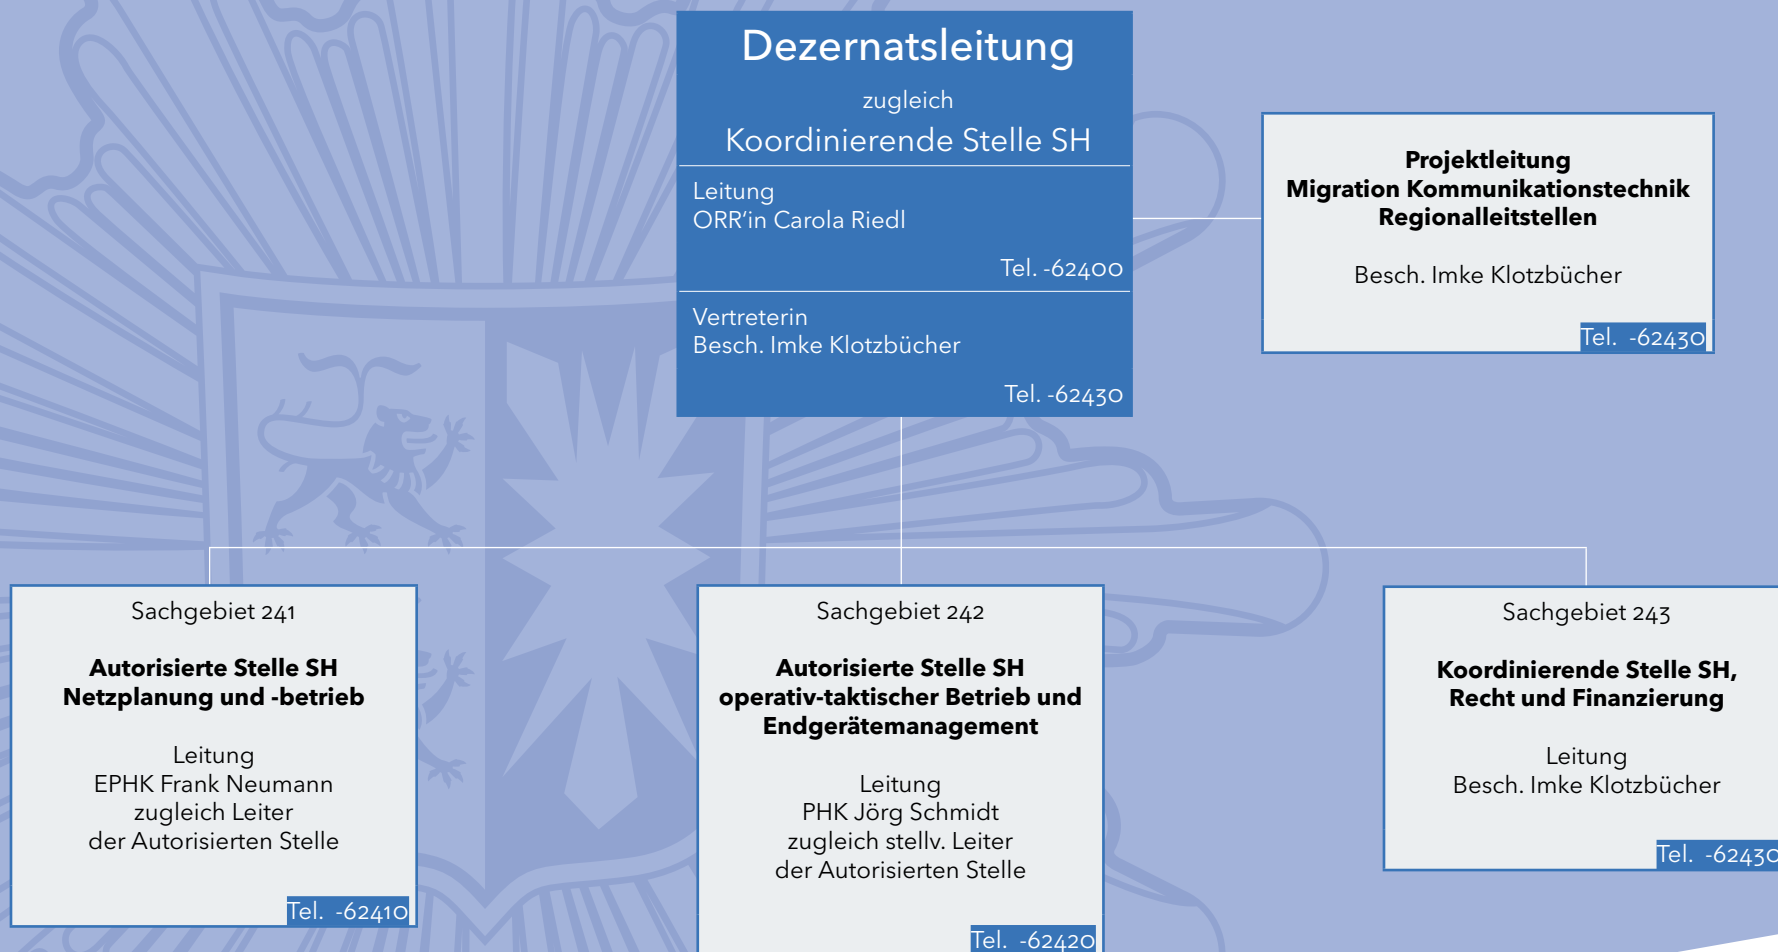 Dezernatsleitung
zugleich
Koordinierende Stelle SH
Leitung
ORR‘in Carola Riedl
Tel. -62400
Vertreterin
Besch. Imke Klotzbücher
Tel. -62430
Projektleitung
Migration Kommunikationstechnik
Regionalleitstellen
Besch. Imke Klotzbücher
Tel. -62430
Sachgebiet 241
Autorisierte Stelle SH
Netzplanung und -betrieb
Leitung
EPHK Frank Neumann
zugleich Leiter
der Autorisierten Stelle
Tel. -62410
Sachgebiet 242
Autorisierte Stelle SH
operativ-taktischer Betrieb und
Endgerätemanagement
Leitung
PHK Jörg Schmidt
zugleich stellv. Leiter
der Autorisierten Stelle
Tel. -62420
Sachgebiet 243
Koordinierende Stelle SH,
Recht und Finanzierung
Leitung
Besch. Imke Klotzbücher
Tel. -62430